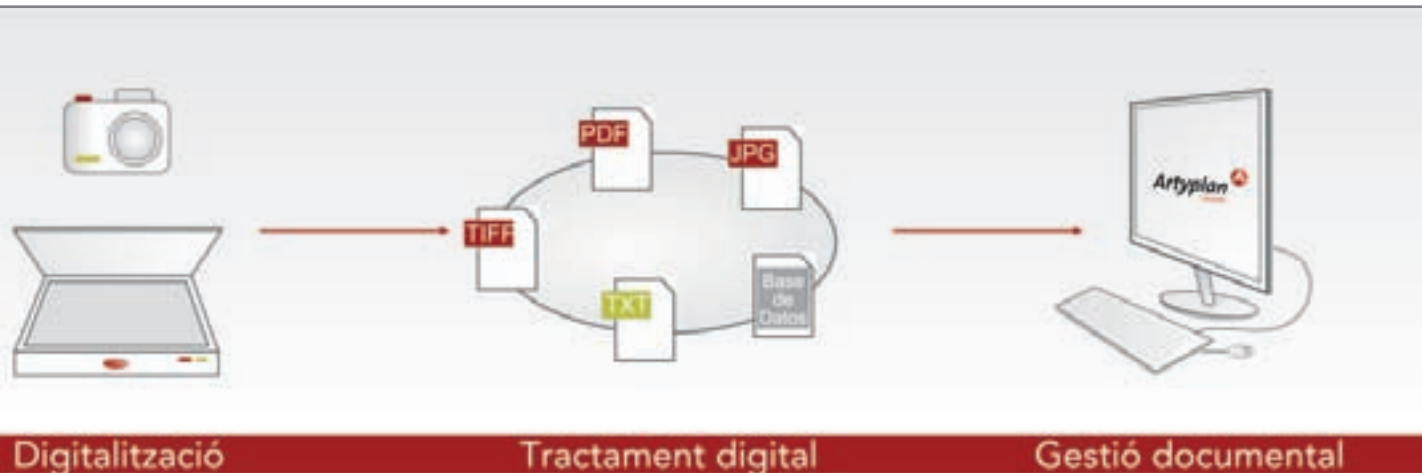 PDF
JPG
TIFF
TXT
Base
de
Datos
Artyplan
Digitalització
Tractament digital
Gestió documental